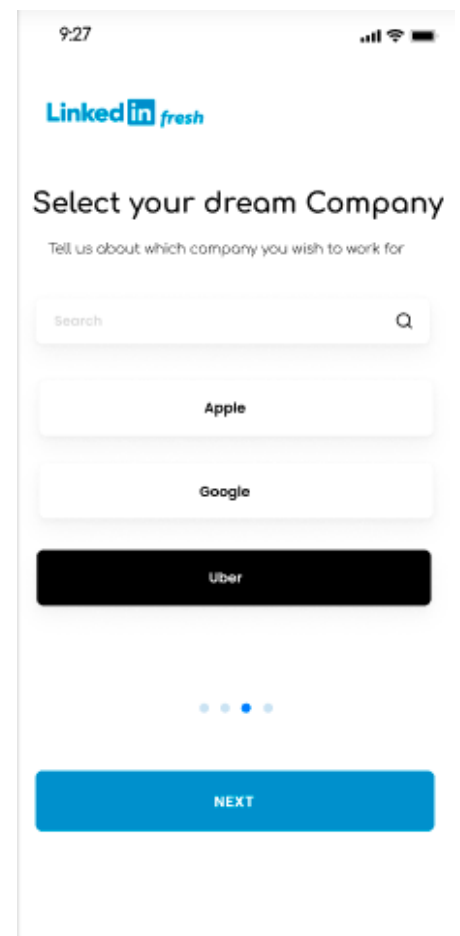 9:27
Linked in fresh
Select your dream Company
Tell us about which company you wish to work for
Search
Apple
Google
Uber
NEXT